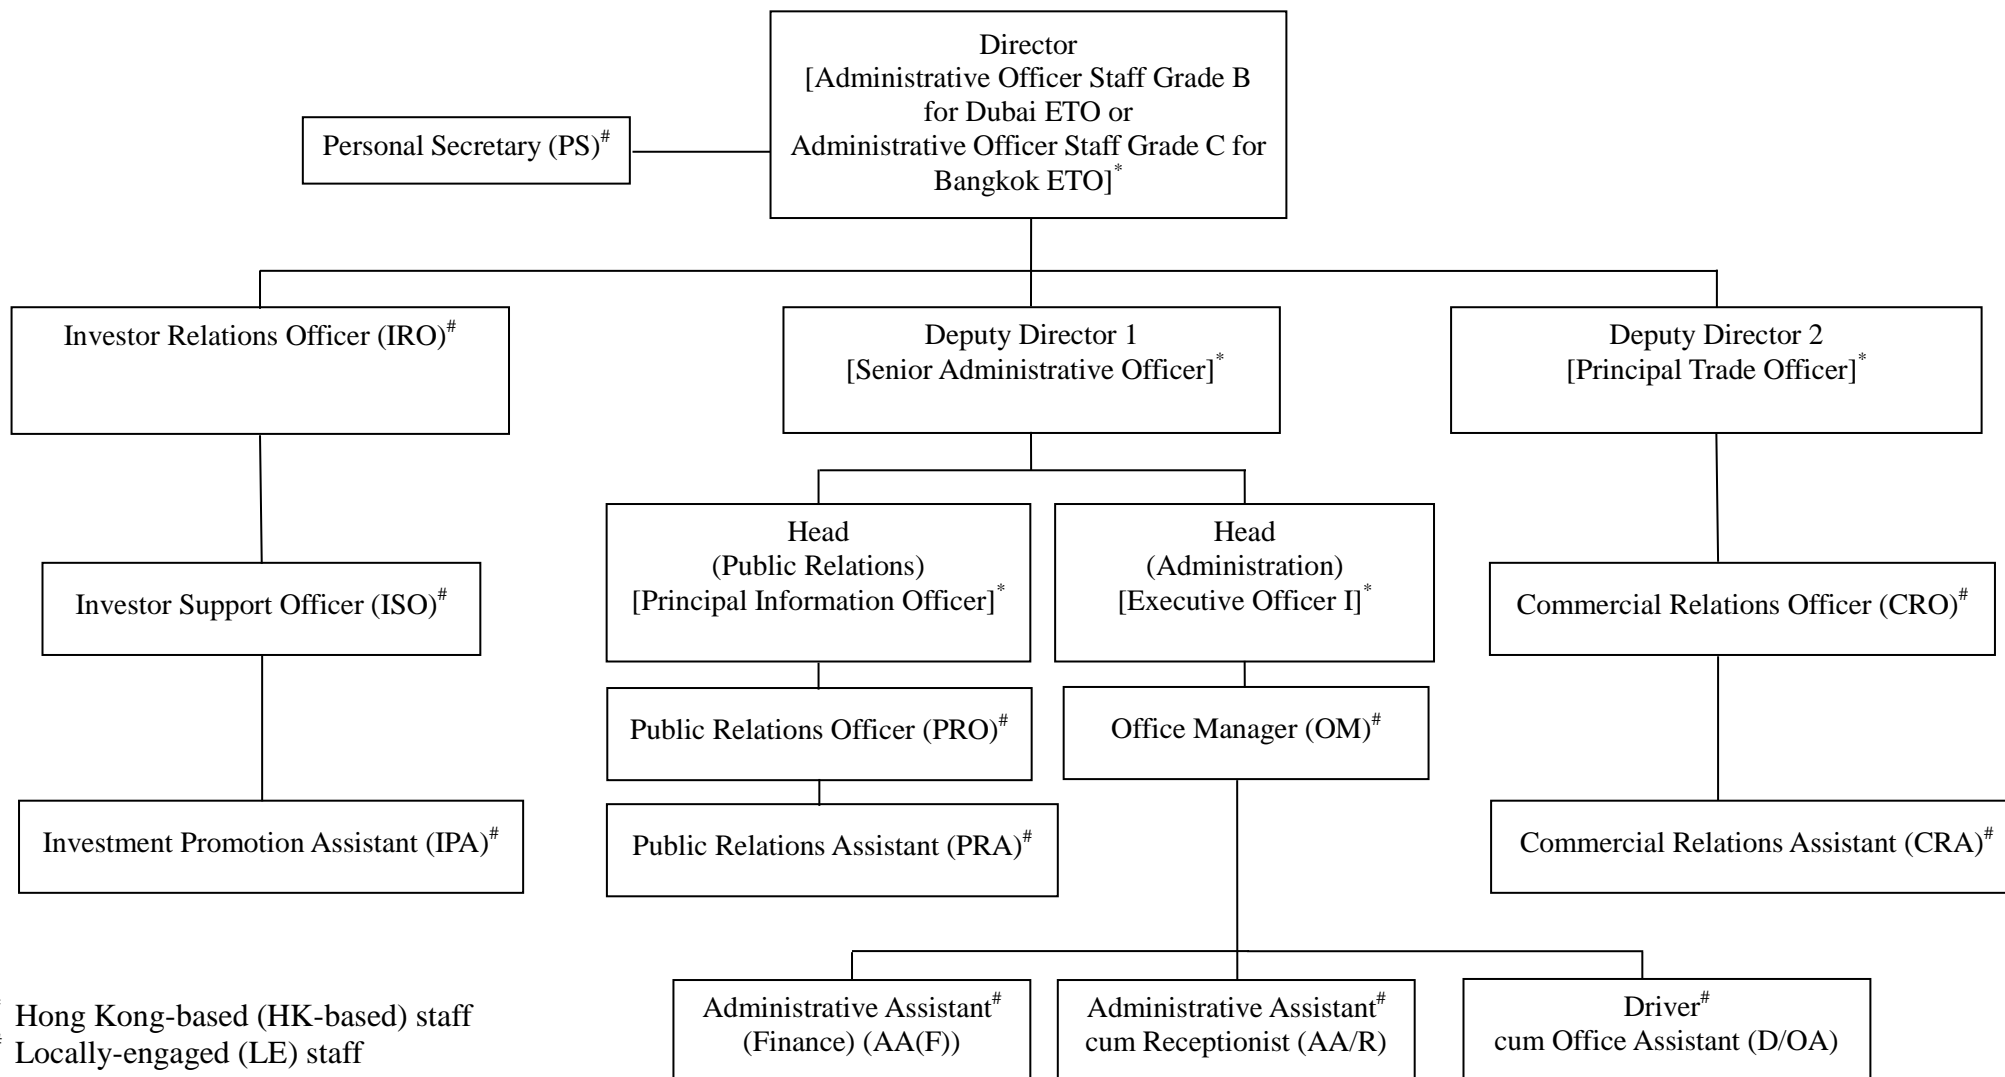 Director
[Administrative Officer Staff Grade B
for Dubai ETO or
Administrative Officer Staff Grade C for
Bangkok ETO]*
Personal Secretary (PS)#
Investor Relations Officer (IRO)#
Deputy Director 1
[Senior Administrative Officer]*
Deputy Director 2
[Principal Trade Officer]*
Head
(Public Relations)
[Principal Information Officer]*
Head
(Administration)
[Executive Officer I]*
Investor Support Officer (ISO)#
Commercial Relations Officer (CRO)#
Public Relations Officer (PRO)#
Office Manager (OM)#
Investment Promotion Assistant (IPA)#
Public Relations Assistant (PRA)#
Commercial Relations Assistant (CRA)#
Administrative Assistant#
(Finance) (AA(F))
Administrative Assistant#
cum Receptionist (AA/R)
Driver#
cum Office Assistant (D/OA)
* Hong Kong-based (HK-based) staff
# Locally-engaged (LE) staff